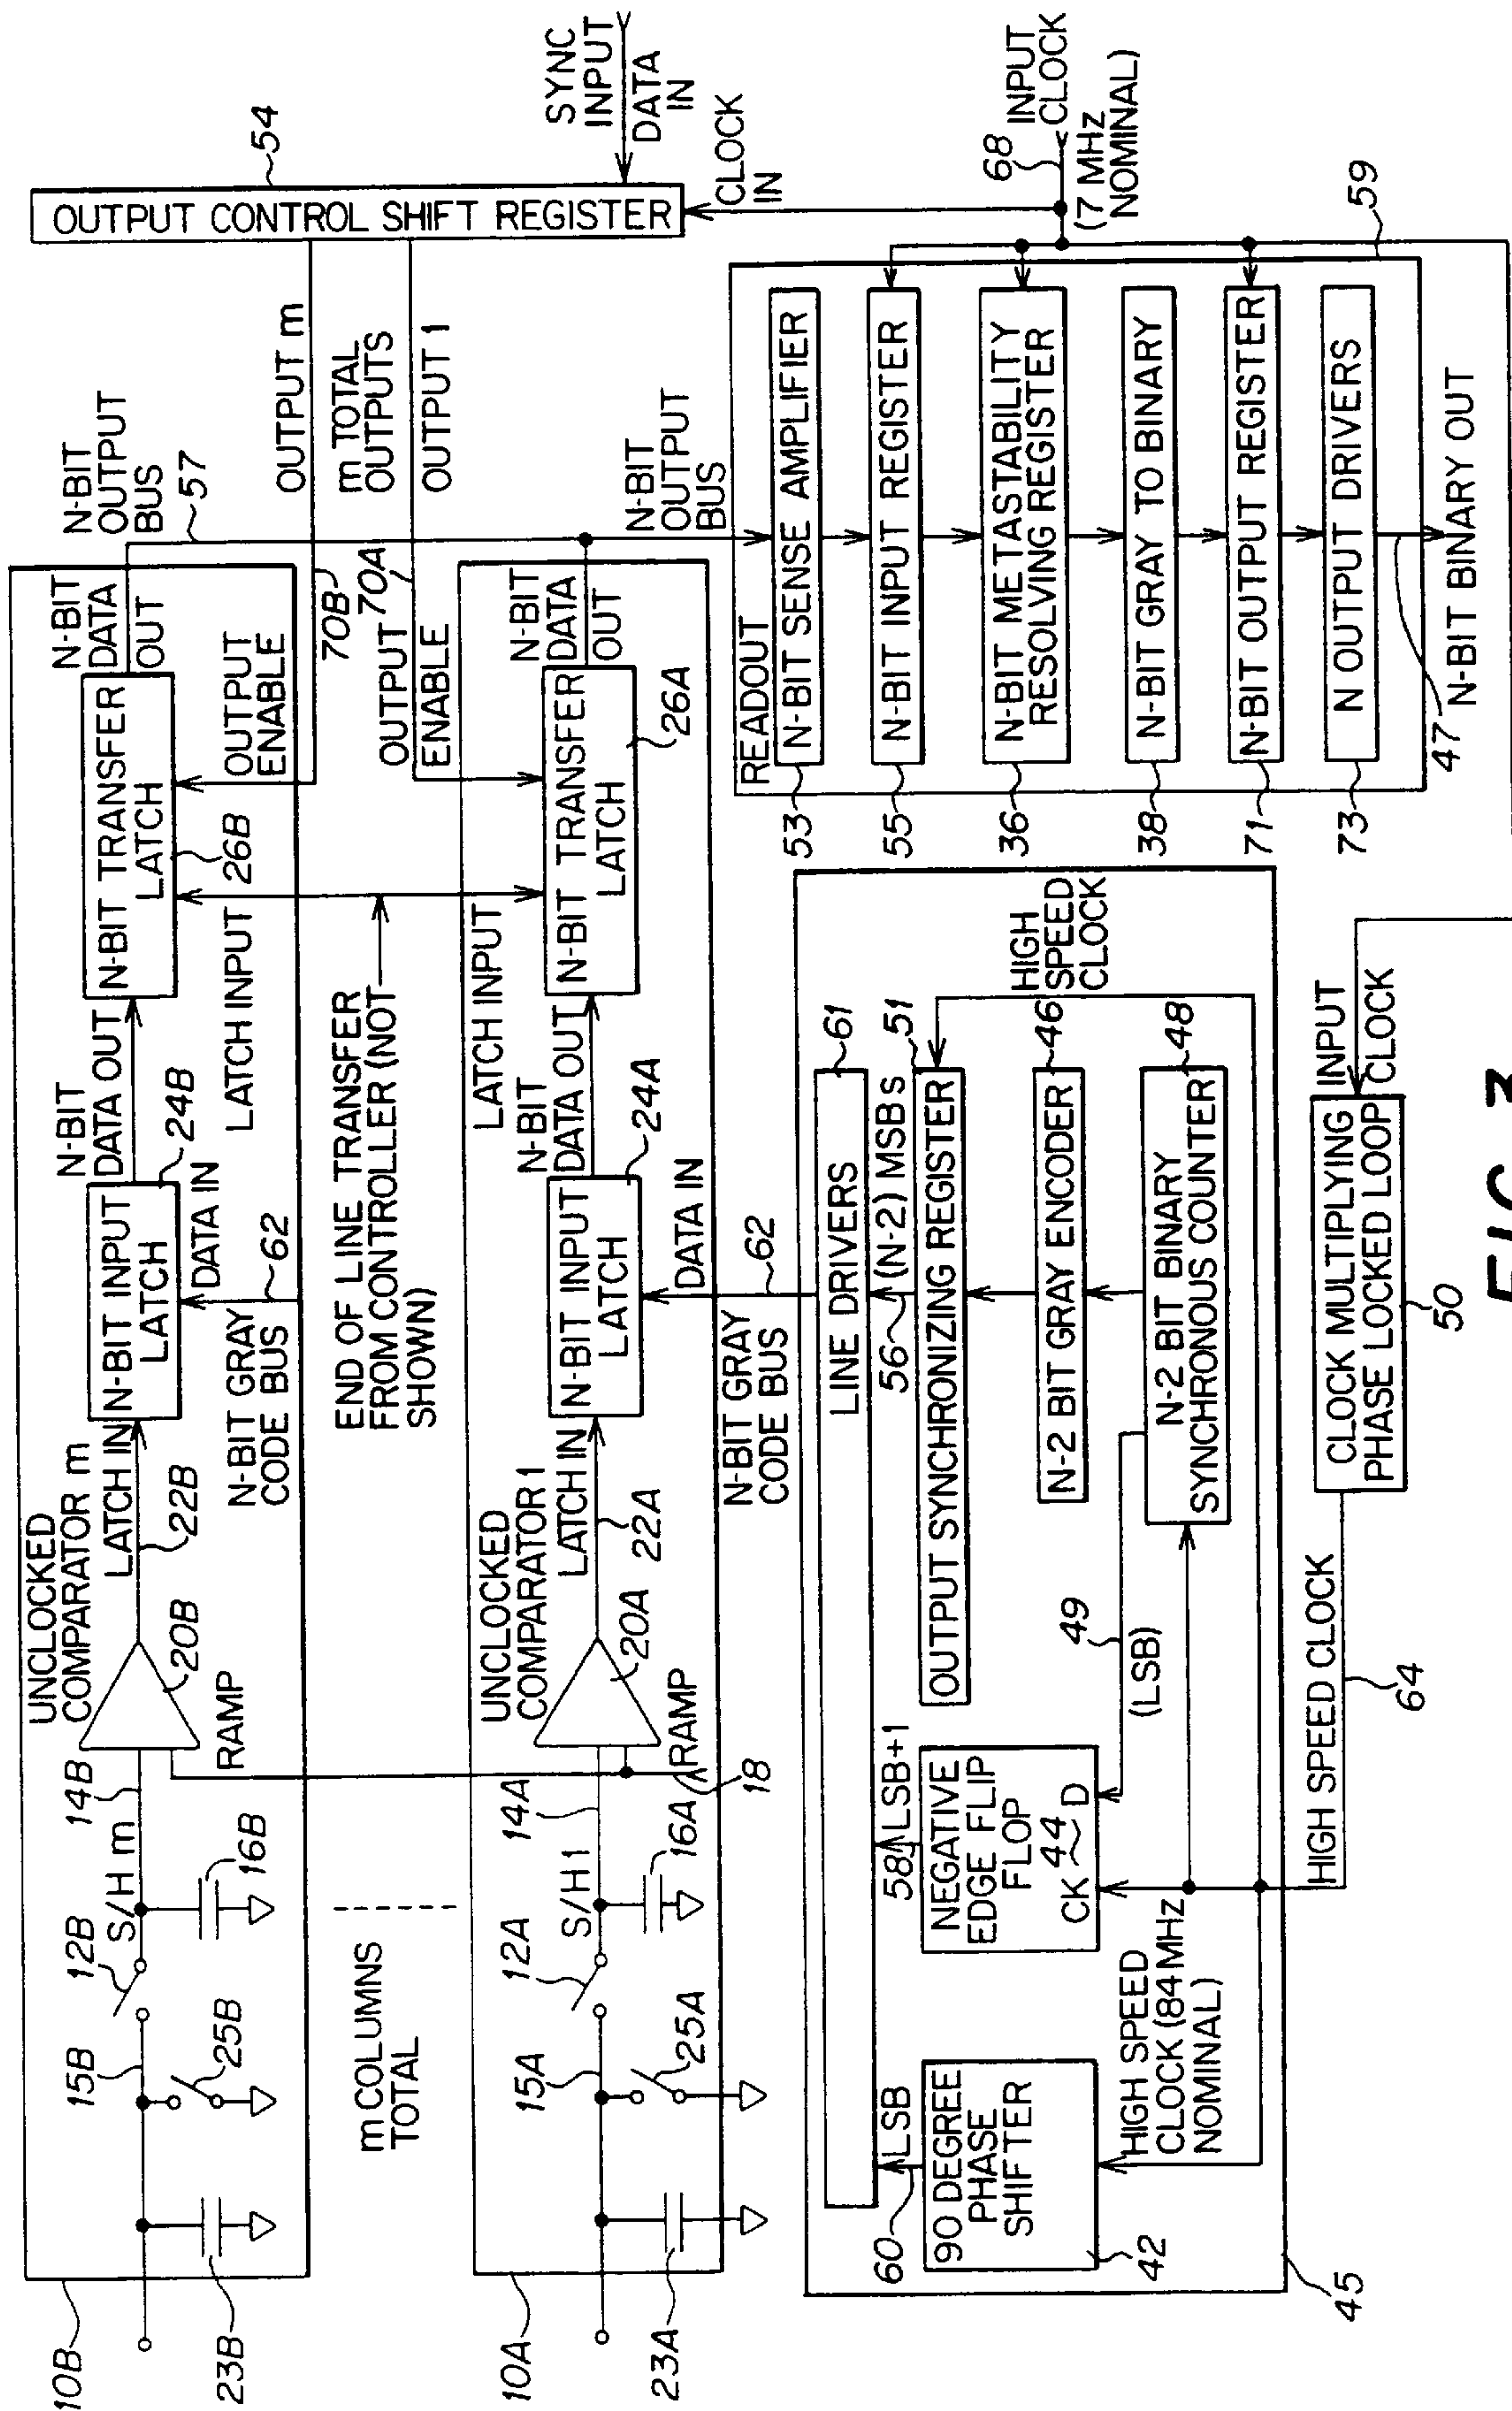 10B
23B
15B
25B
12B
S/H m
16B
14B
UNCLOCKED
COMPARATOR m
20B
RAMP
LATCH IN
22B
N-BIT INPUT
LATCH
24B
DATA IN
62
N-BIT GRAY
CODE BUS
N-BIT
DATA OUT
N-BIT TRANSFER
LATCH
26B
LATCH INPUT
OUTPUT
ENABLE
N-BIT
DATA
OUT
N-BIT
OUTPUT
BUS
57
70B
70A
OUTPUT m
m TOTAL
OUTPUTS
OUTPUT 1
OUTPUT CONTROL SHIFT REGISTER
54
SYNC
INPUT
DATA
IN
CLOCK
IN
m COLUMNS
TOTAL
END OF LINE TRANSFER
FROM CONTROLLER (NOT
SHOWN)
10A
23A
15A
25A
12A
S/H 1
16A
14A
UNCLOCKED
COMPARATOR 1
20A
RAMP
18
LATCH IN
22A
N-BIT INPUT
LATCH
24A
DATA IN
62
N-BIT GRAY
CODE BUS
N-BIT
DATA OUT
LATCH INPUT
N-BIT TRANSFER
LATCH
26A
OUTPUT
ENABLE
N-BIT
DATA
OUT
N-BIT
OUTPUT
BUS
LINE DRIVERS
61
60
LSB
90 DEGREE
PHASE
SHIFTER
42
45
58
LSB+1
NEGATIVE
EDGE FLIP
FLOP
44
CK
D
HIGH SPEED
CLOCK (84 MHz
NOMINAL)
49
(LSB)
56
(N-2) MSBs
51
OUTPUT SYNCHRONIZING REGISTER
N-2 BIT GRAY ENCODER
46
N-2 BIT BINARY
SYNCHRONOUS COUNTER
48
HIGH
SPEED
CLOCK
HIGH SPEED CLOCK
64
CLOCK MULTIPLYING
PHASE LOCKED LOOP
50
INPUT
CLOCK
READOUT
N-BIT SENSE AMPLIFIER
53
N-BIT INPUT REGISTER
55
N-BIT METASTABILITY
RESOLVING REGISTER
36
N-BIT GRAY TO BINARY
38
N-BIT OUTPUT REGISTER
71
N OUTPUT DRIVERS
73
47
N-BIT BINARY OUT
59
68
INPUT
CLOCK
(7 MHz
NOMINAL)
FIG. 3